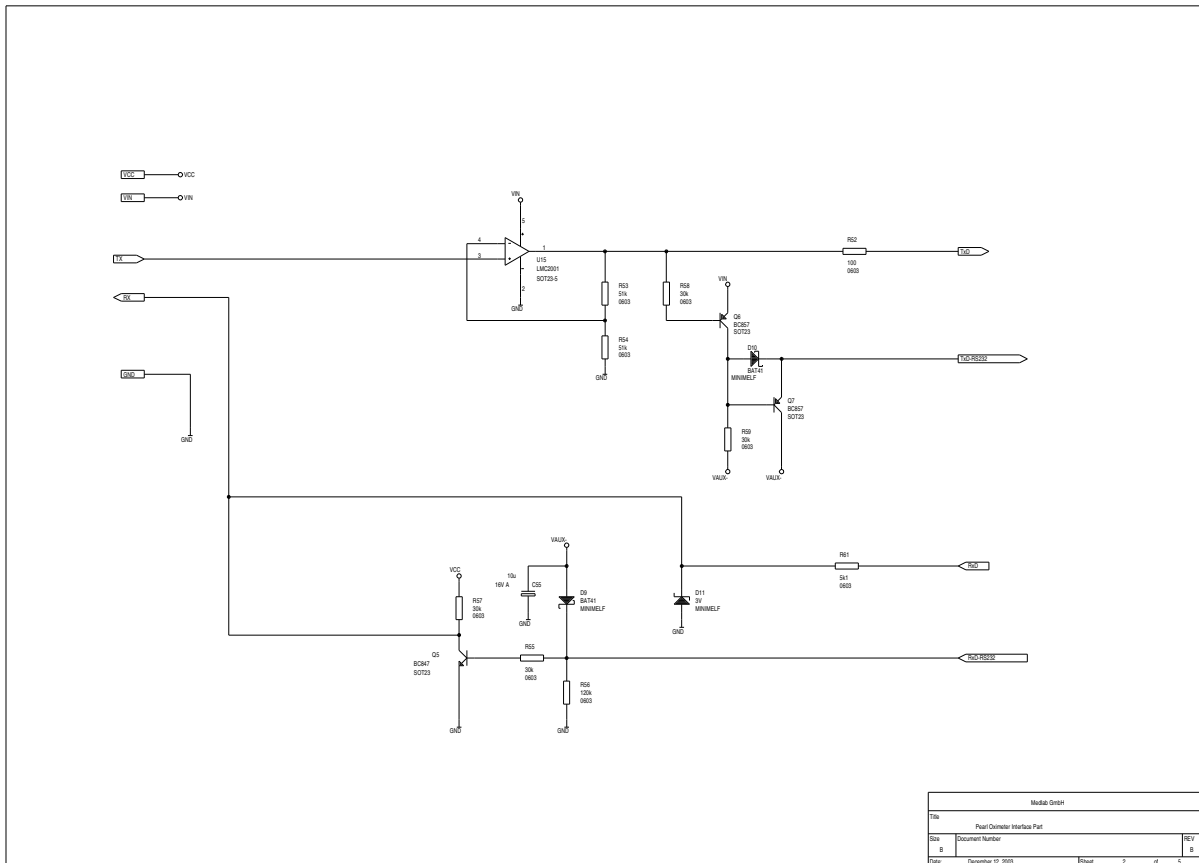 VCC
VCC
VIN
VIN
TX
RX
GND
GND
VIN
5
4
3
1
2
U15
LMC2001
SOT23-5
GND
R53
51k
0603
R54
51k
0603
GND
R58
30k
0603
R52
100
0603
TxD
VIN
Q6
BC857
SOT23
D10
BAT41
MINIMELF
TxD-RS232
Q7
BC857
SOT23
R59
30k
0603
VAUX-
VAUX-
VCC
R57
30k
0603
VAUX-
10u
16V A
C55
GND
D9
BAT41
MINIMELF
D11
3V
MINIMELF
GND
R61
5k1
0603
RxD
Q5
BC847
SOT23
R55
30k
0603
R56
120k
0603
RxD-RS232
GND
GND
Medlab GmbH
Title
Pearl Oximeter Interface Part
Size
B
Document Number
REV
B
Date:
December 12, 2003
Sheet
2
of
5